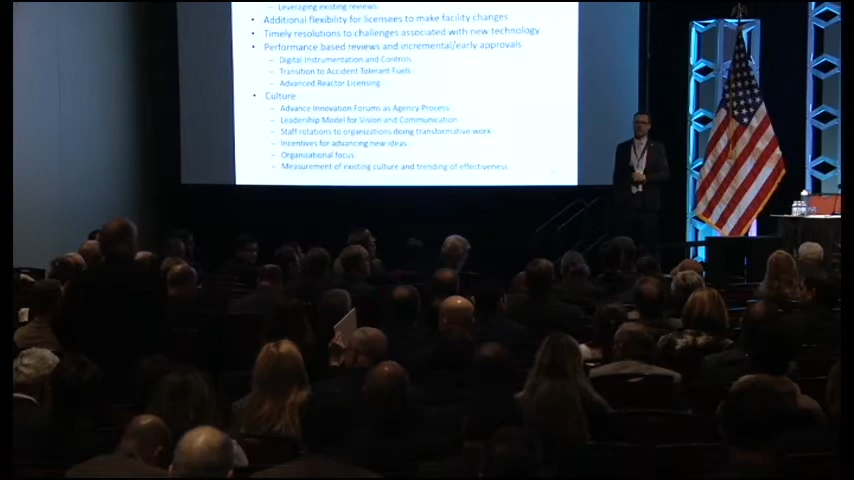 – Leveraging existing reviews
• Additional flexibility for licensees to make facility changes
• Timely resolutions to challenges associated with new technology
• Performance based reviews and incremental/early approvals
– Digital Instrumentation and Controls
– Transition to Accident Tolerant Fuels
– Advanced Reactor Licensing
• Culture
– Advance Innovation Forums as Agency Process
– Leadership Model for Vision and Communication
– Staff rotations to organizations doing transformative work
– Incentives for advancing new ideas
– Organizational focus
– Measurement of existing culture and trending of effectiveness